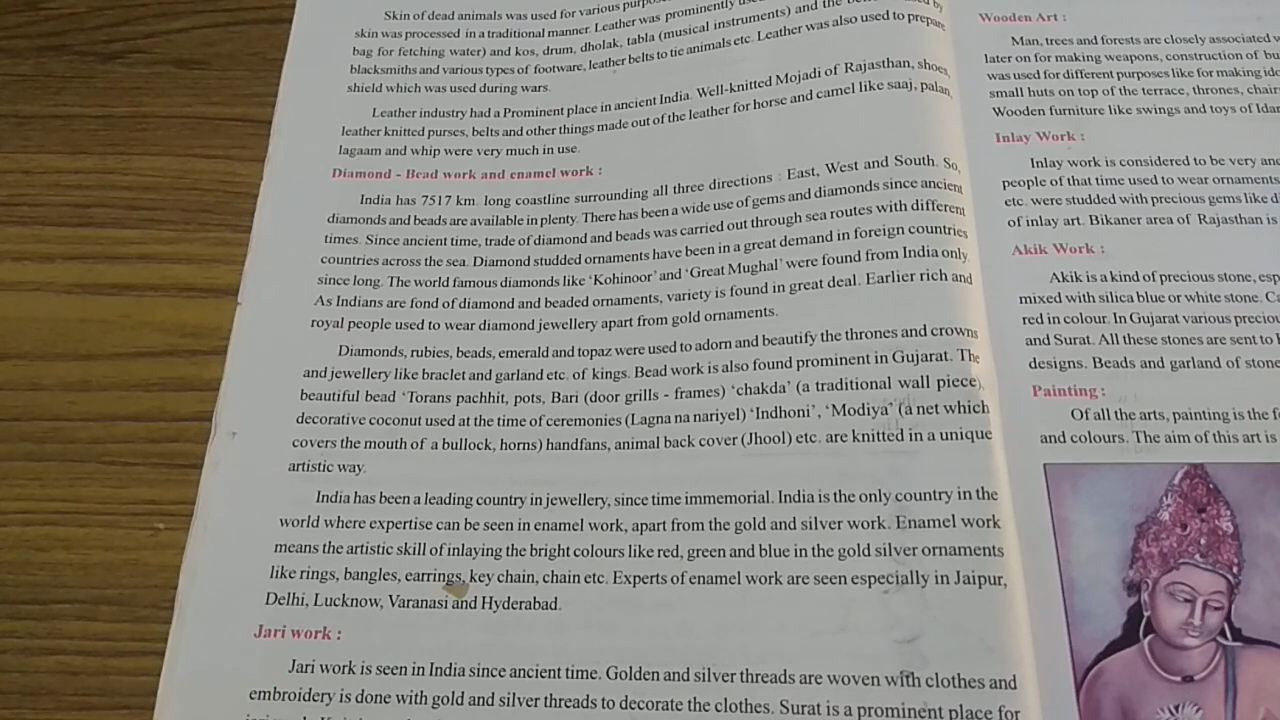 Skin of dead animals was used for various
skin was processed in a traditional manner. Leather was prominently
bag for fetching water) and kos, drum, dholak, tabla (musical instruments) and the by
blacksmiths and various types of footware, leather belts to tie animals etc. Leather was also used to prepare
shield which was used during wars.
Leather industry had a Prominent place in ancient India. Well-knitted Mojadi of Rajasthan, shoes,
leather knitted purses, belts and other things made out of the leather for horse and camel like saaj, palan,
lagaam and whip were very much in use.
Diamond - Bead work and enamel work :
India has 7517 km. long coastline surrounding all three directions : East, West and South. So,
diamonds and beads are available in plenty. There has been a wide use of gems and diamonds since ancient
times. Since ancient time, trade of diamond and beads was carried out through sea routes with different
countries across the sea. Diamond studded ornaments have been in a great demand in foreign countries
since long. The world famous diamonds like 'Kohinoor' and 'Great Mughal' were found from India only.
As Indians are fond of diamond and beaded ornaments, variety is found in great deal. Earlier rich and
royal people used to wear diamond jewellery apart from gold ornaments.
Diamonds, rubies, beads, emerald and topaz were used to adorn and beautify the thrones and crowns
and jewellery like braclet and garland etc. of kings. Bead work is also found prominent in Gujarat. The
beautiful bead 'Torans pachhit, pots, Bari (door grills - frames) 'chakda' (a traditional wall piece),
decorative coconut used at the time of ceremonies (Lagna na nariyel) 'Indhoni', 'Modiya' (a net which
covers the mouth of a bullock, horns) handfans, animal back cover (Jhool) etc. are knitted in a unique
artistic way.
India has been a leading country in jewellery, since time immemorial. India is the only country in the
world where expertise can be seen in enamel work, apart from the gold and silver work. Enamel work
means the artistic skill of inlaying the bright colours like red, green and blue in the gold silver ornaments
like rings, bangles, earrings, key chain, chain etc. Experts of enamel work are seen especially in Jaipur,
Delhi, Lucknow, Varanasi and Hyderabad.
Jari work :
Jari work is seen in India since ancient time. Golden and silver threads are woven with clothes and
embroidery is done with gold and silver threads to decorate the clothes. Surat is a prominent place for
Wooden Art :
Man, trees and forests are closely associated
later on for making weapons, construction of
was used for different purposes like for making
small huts on top of the terrace, thrones,
Wooden furniture like swings and toys of
Inlay Work :
Inlay work is considered to be very
people of that time used to wear ornaments
etc. were studded with precious gems like
of inlay art. Bikaner area of Rajasthan is
Akik Work :
Akik is a kind of precious stone,
mixed with silica blue or white stone.
red in colour. In Gujarat various
and Surat. All these stones are sent to
designs. Beads and garland of
Painting :
Of all the arts, painting is the
and colours. The aim of this art is